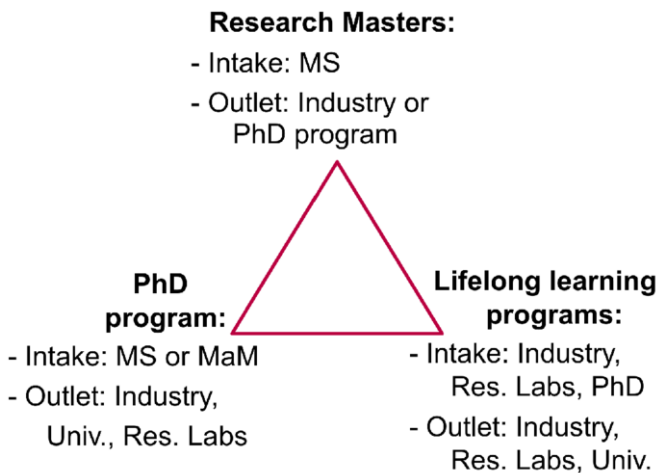 Research Masters:
- Intake: MS
- Outlet: Industry or
PhD program
PhD
program:
- Intake: MS or MaM
- Outlet: Industry,
Univ., Res. Labs
Lifelong learning
programs:
- Intake: Industry,
Res. Labs, PhD
- Outlet: Industry,
Res. Labs, Univ.